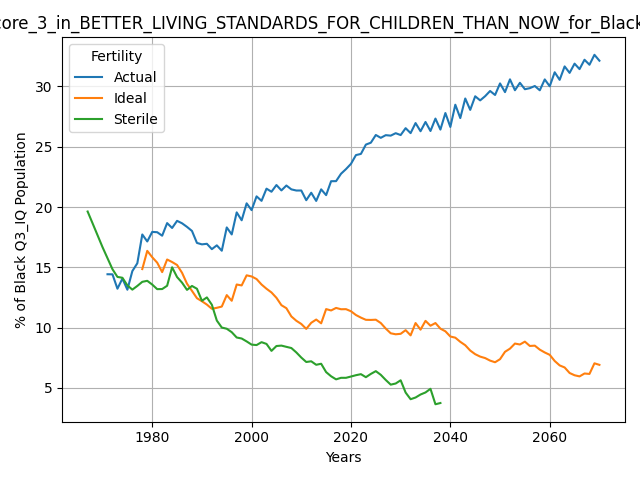 core_3_in_BETTER_LIVING_STANDARDS_FOR_CHILDREN_THAN_NOW_for_Black
Fertility
Actual
Ideal
Sterile
% of Black Q3_IQ Population
30
25
20
15
10
5
1980 2000 2020 2040 2060
Years